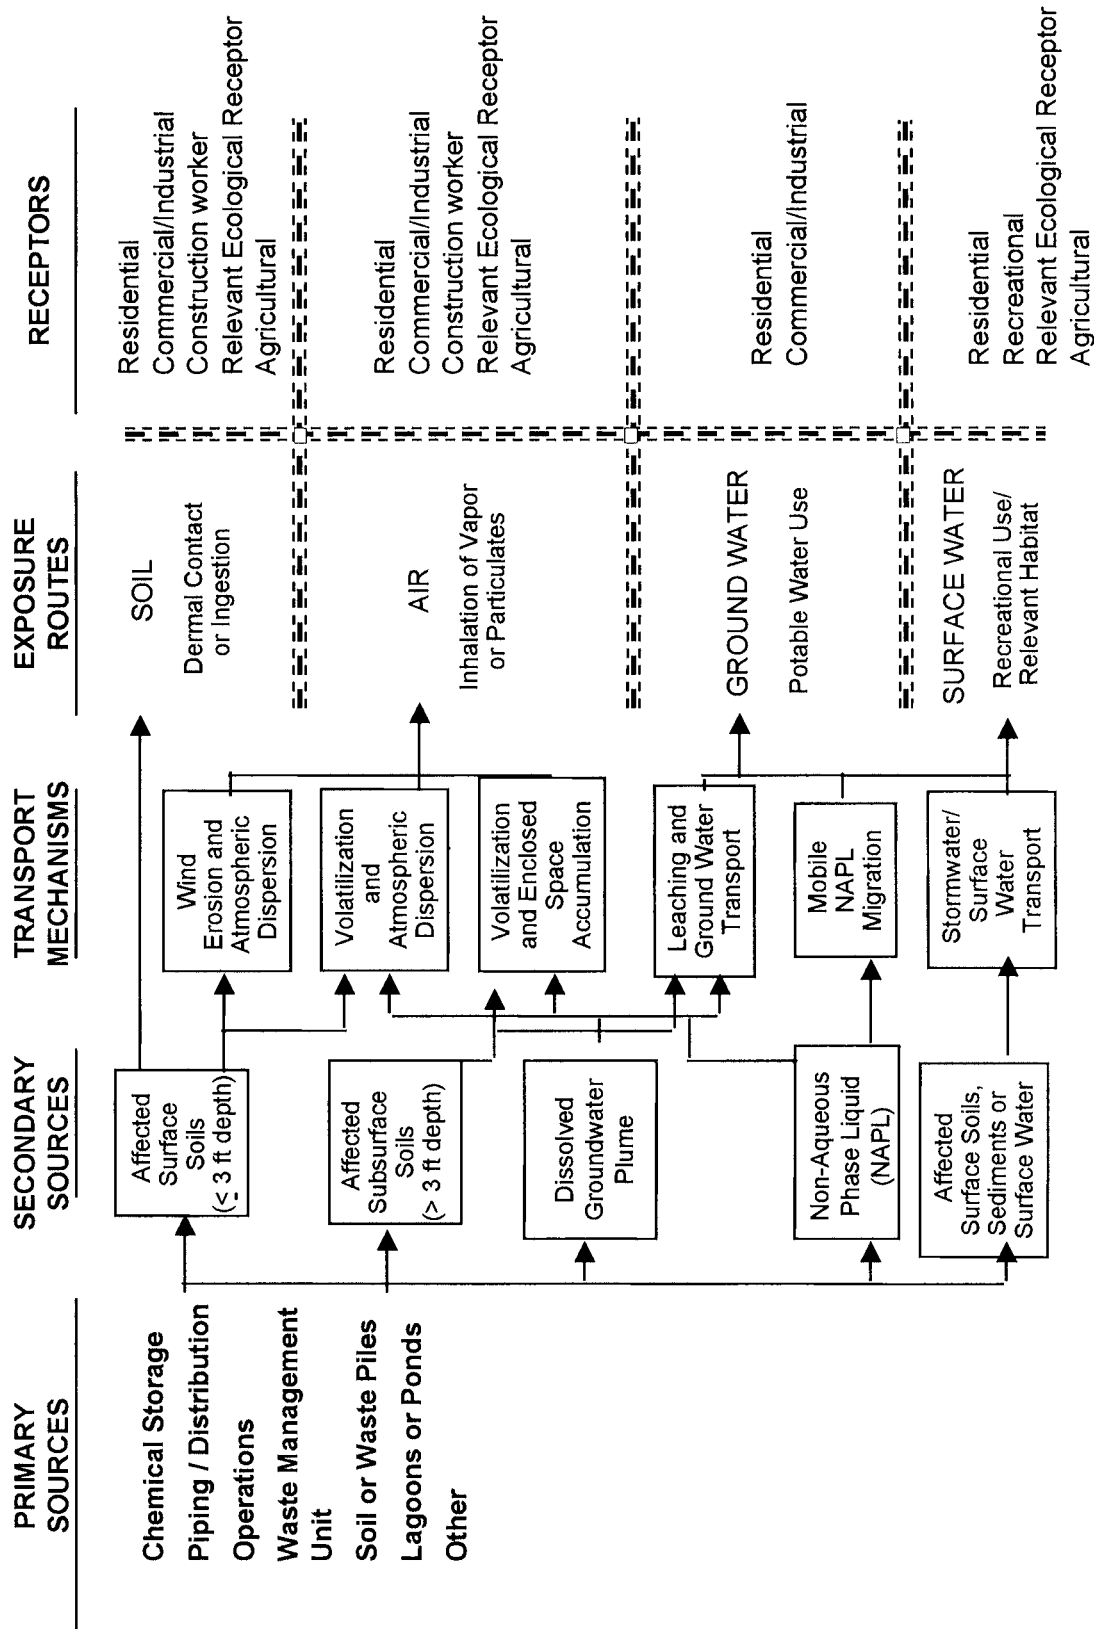 PRIMARY
SOURCES
Chemical Storage
Piping / Distribution
Operations
Waste Management
Unit
Soil or Waste Piles
Lagoons or Ponds
Other
SECONDARY
SOURCES
Affected
Surface
Soils
(< 3 ft depth)
Affected
Subsurface
Soils
(> 3 ft depth)
Dissolved
Groundwater
Plume
Non-Aqueous
Phase Liquid
(NAPL)
Affected
Surface Soils,
Sediments or
Surface Water
TRANSPORT
MECHANISMS
Wind
Erosion and
Atmospheric
Dispersion
Volatilization
and
Atmospheric
Dispersion
Volatilization
and Enclosed
Space
Accumulation
Leaching and
Ground Water
Transport
Mobile
NAPL
Migration
Stormwater/
Surface
Water
Transport
EXPOSURE
ROUTES
SOIL
Dermal Contact
or Ingestion
AIR
Inhalation of Vapor
or Particulates
GROUND WATER
Potable Water Use
SURFACE WATER
Recreational Use/
Relevant Habitat
RECEPTORS
Residential
Commercial/Industrial
Construction worker
Relevant Ecological Receptor
Agricultural
Residential
Commercial/Industrial
Construction worker
Relevant Ecological Receptor
Agricultural
Residential
Commercial/Industrial
Residential
Recreational
Relevant Ecological Receptor
Agricultural